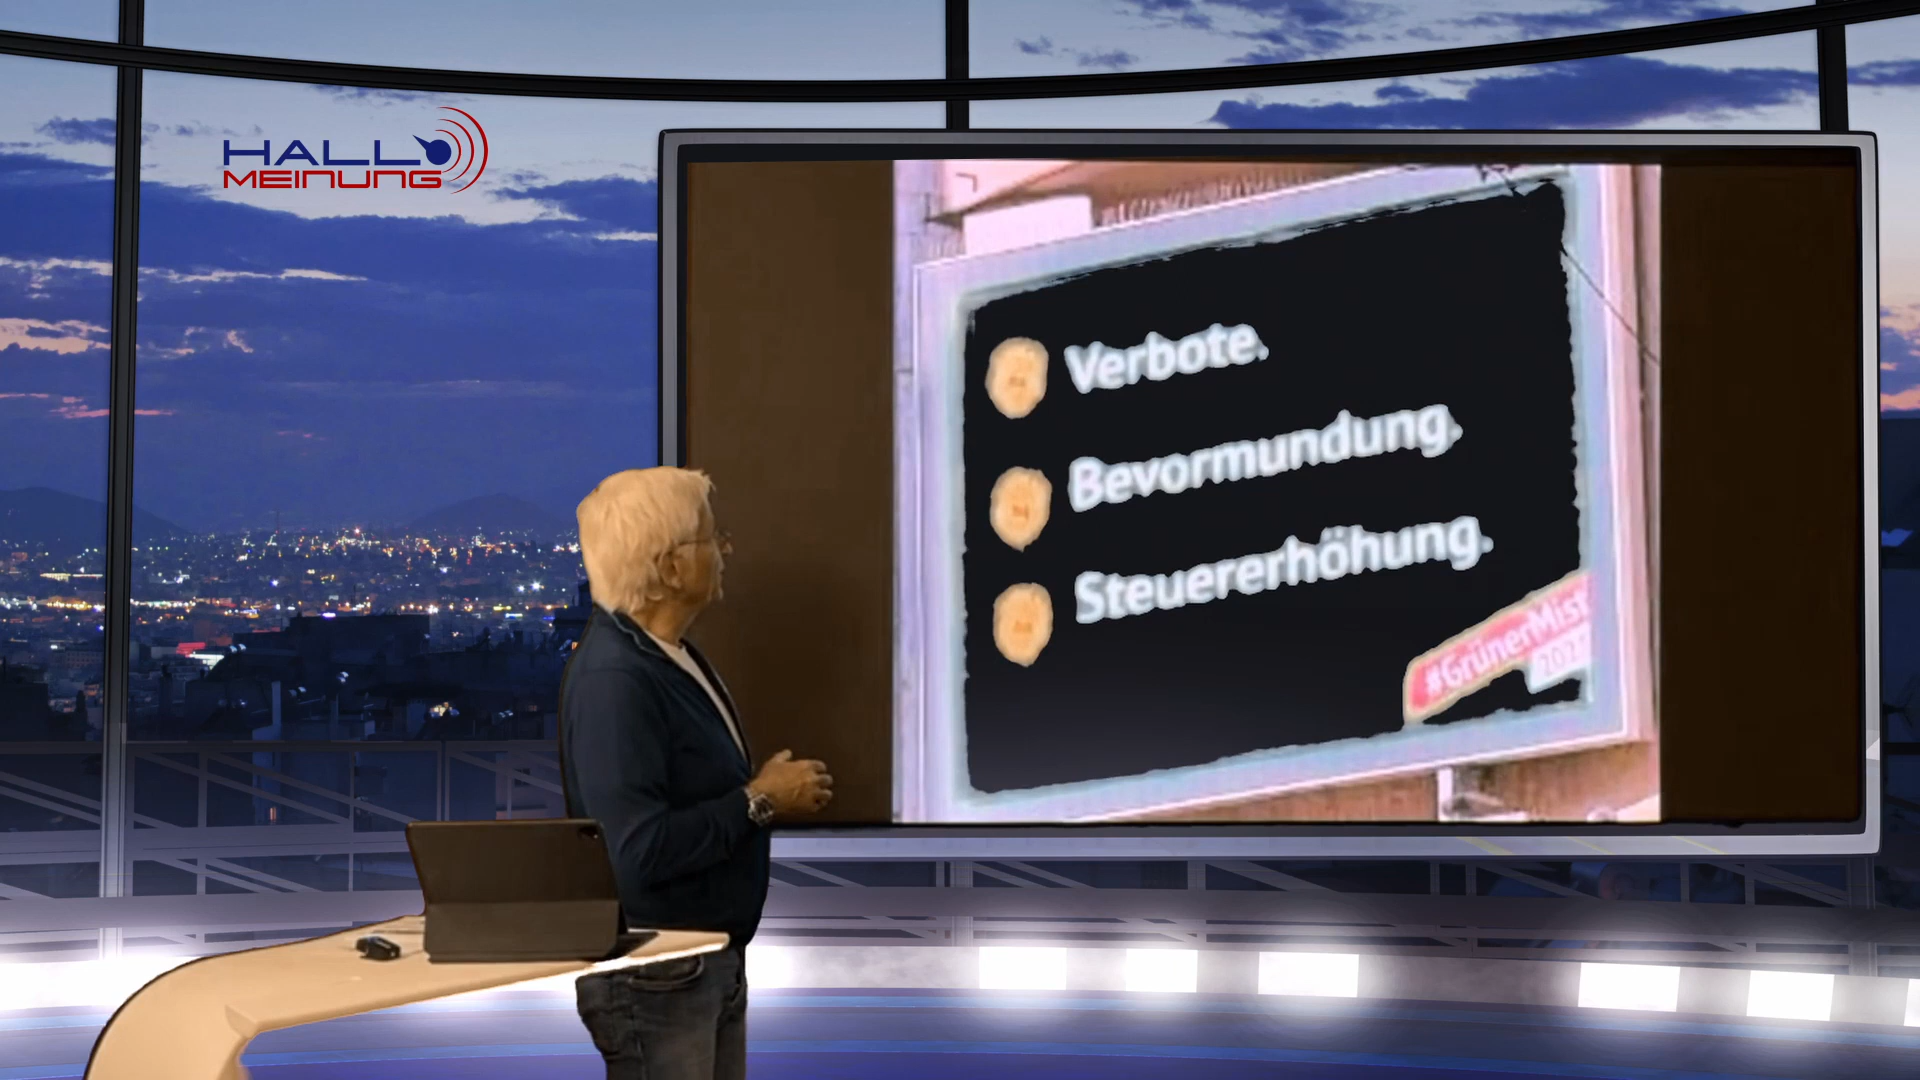 HALLO
MEINUNG
Verbote.
Bevormundung.
Steuererhöhung.
#GrünerMist